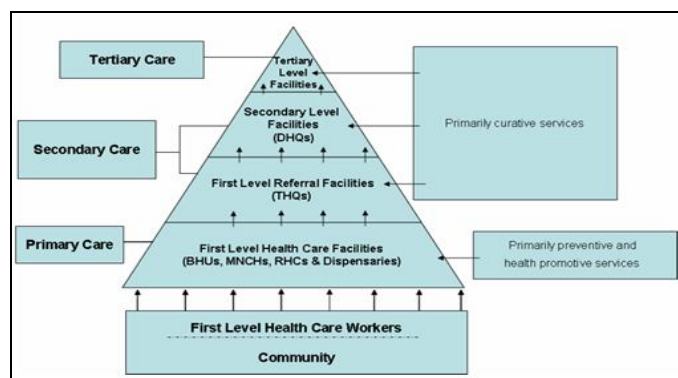 Tertiary Care
Tertiary
Level
Facilities
Secondary Level
Facilities
(DHQs)
Primarily curative services
Secondary Care
First Level Referral Facilities
(THQs)
Primary Care
First Level Health Care Facilities
(BHUs, MNCHs, RHCs & Dispensaries)
Primarily preventive and
health promotive services
First Level Health Care Workers
Community